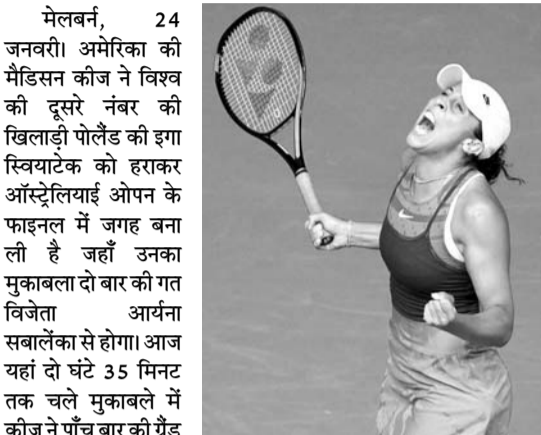 मेलबर्न, 24
जनवरी। अमेरिका की
मैडिसन कीज ने विश्व
की दूसरे नंबर की
खिलाड़ी पोलैंड की इगा
स्वियाटेक को हराकर
ऑस्ट्रेलियाई ओपन के
फाइनल में जगह बना
ली है जहाँ उनका
मुकाबला दो बार की गत
विजेता आर्यना
सबालेंका से होगा। आज
यहां दो घंटे 35 मिनट
तक चले मुकाबले में
कीज ने पाँच बार की ग्रैंड